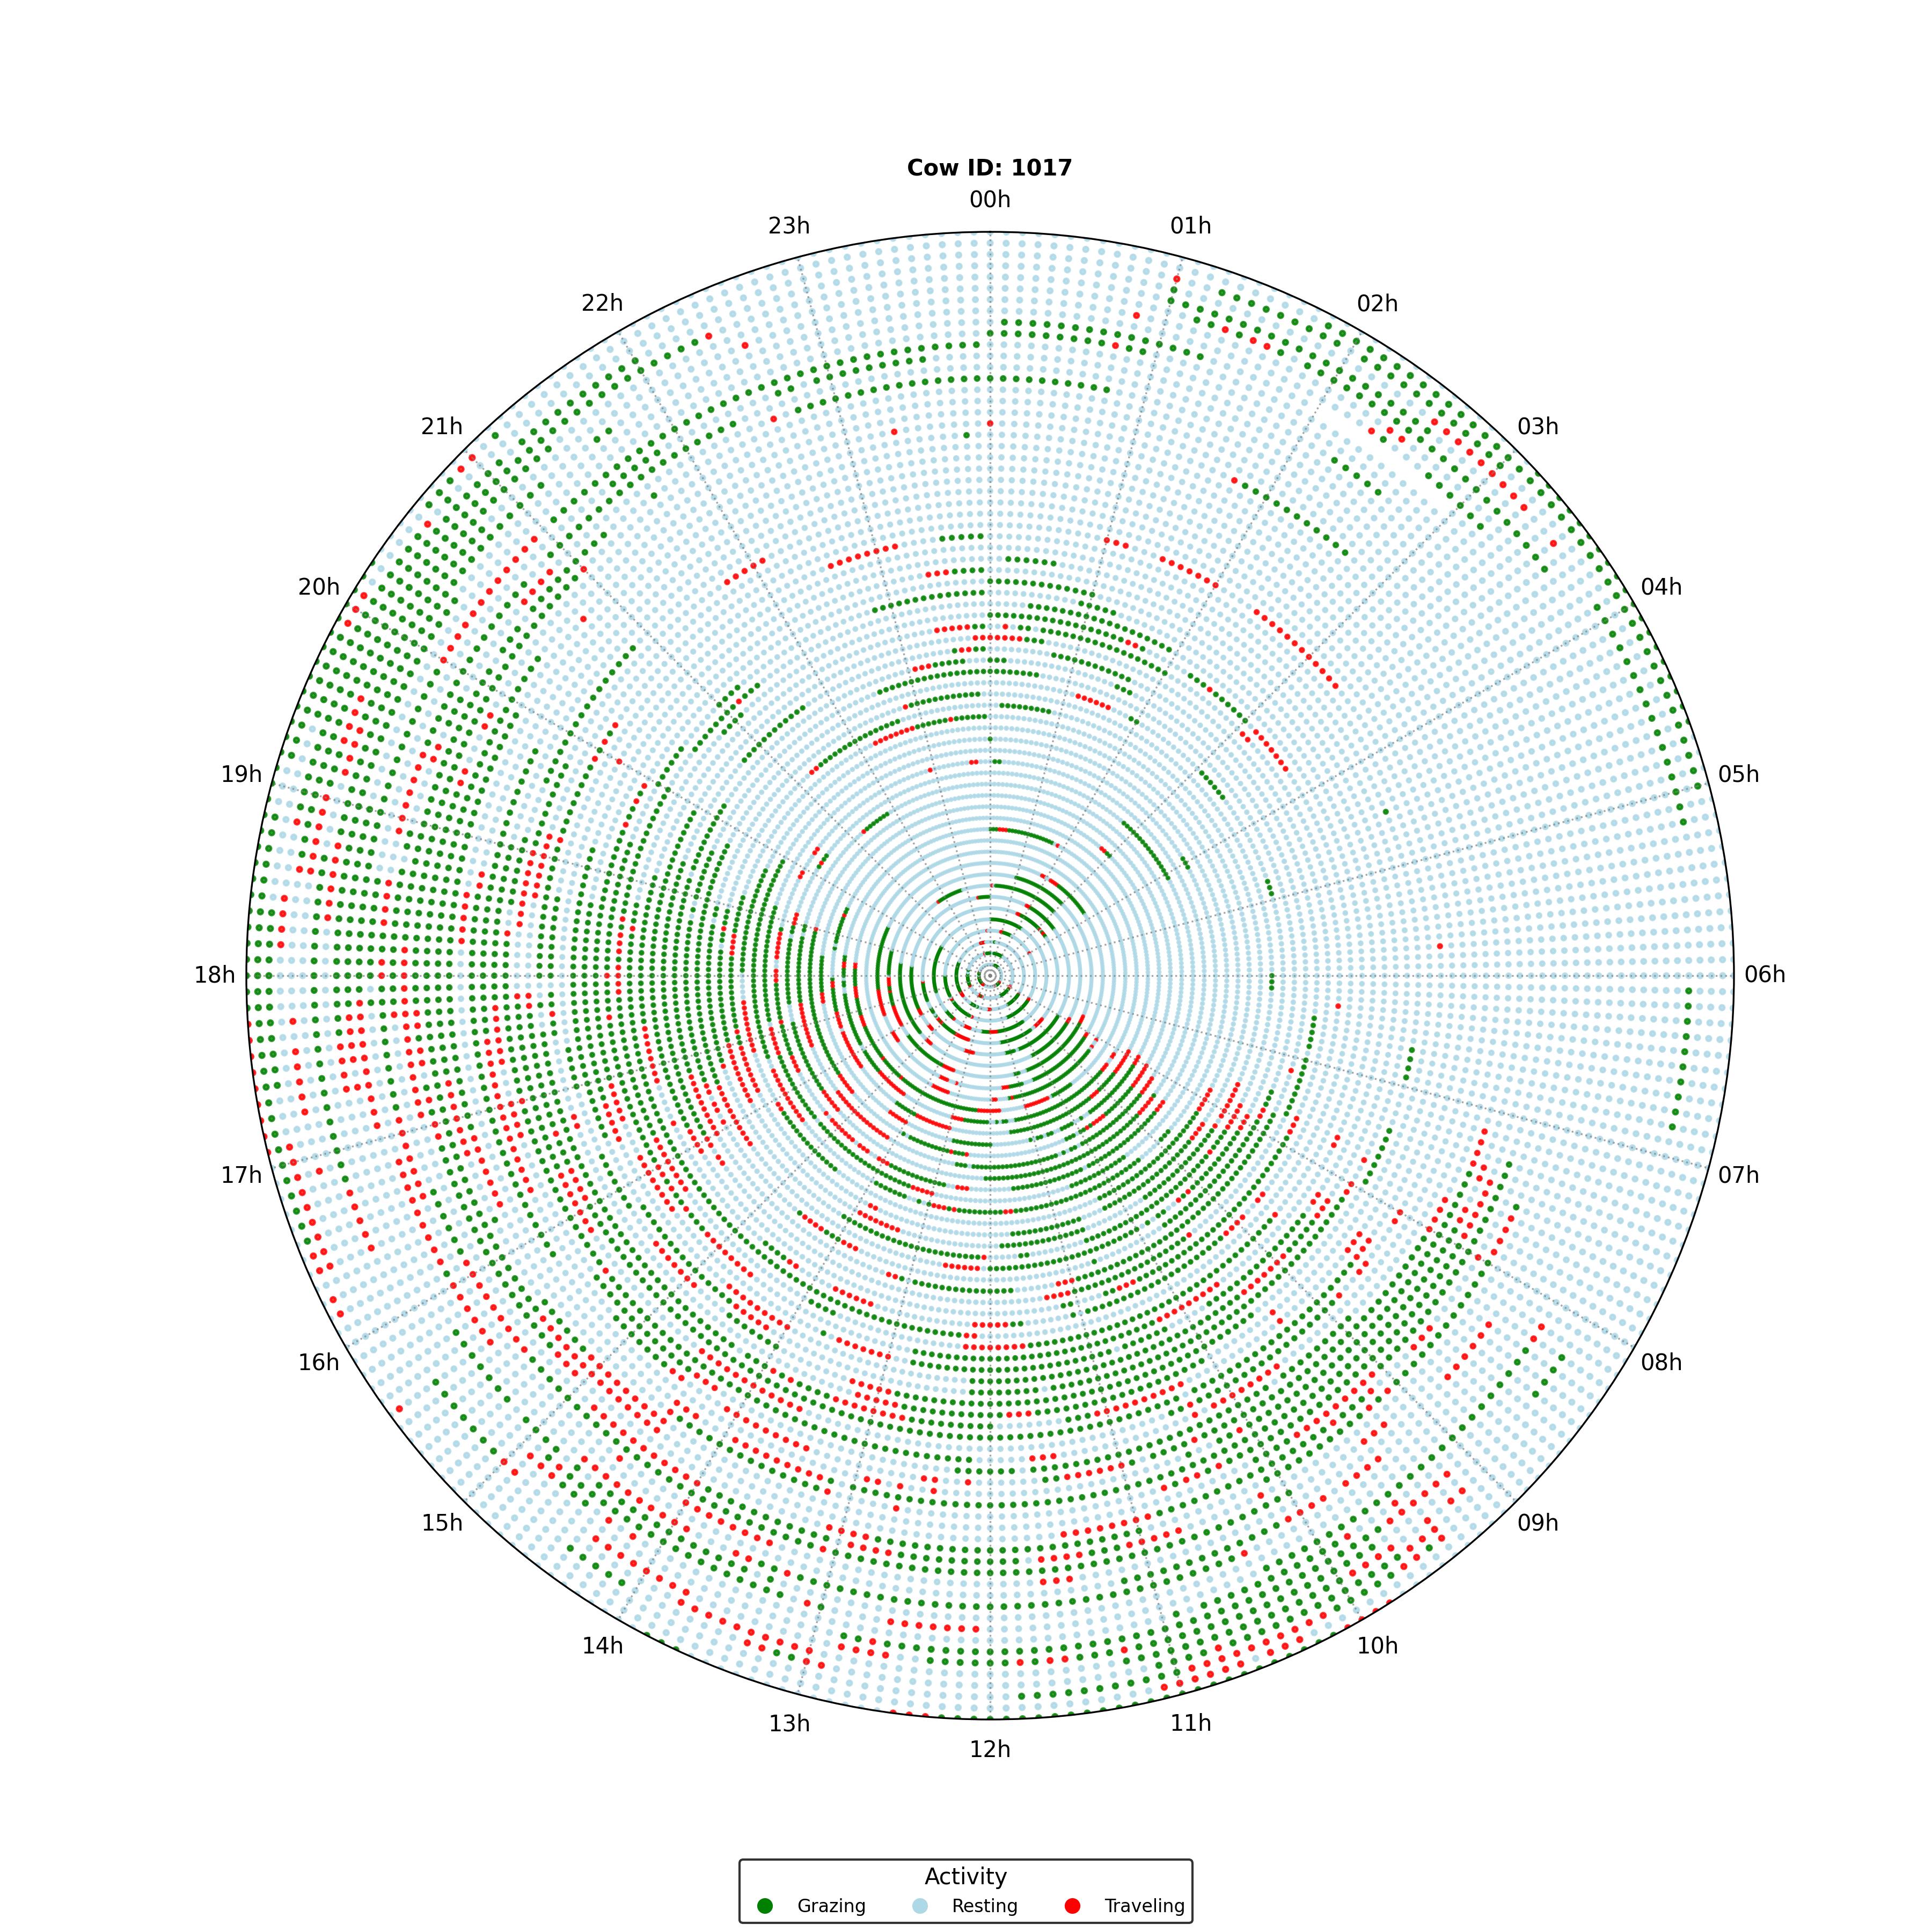 Cow ID: 1017
00h
23h
01h
22h
02h
21h
03h
20h
04h
19h
05h
18h
06h
17h
07h
16h
08h
15h
09h
14h
10h
13h
11h
12h
Activity
Grazing Resting Traveling